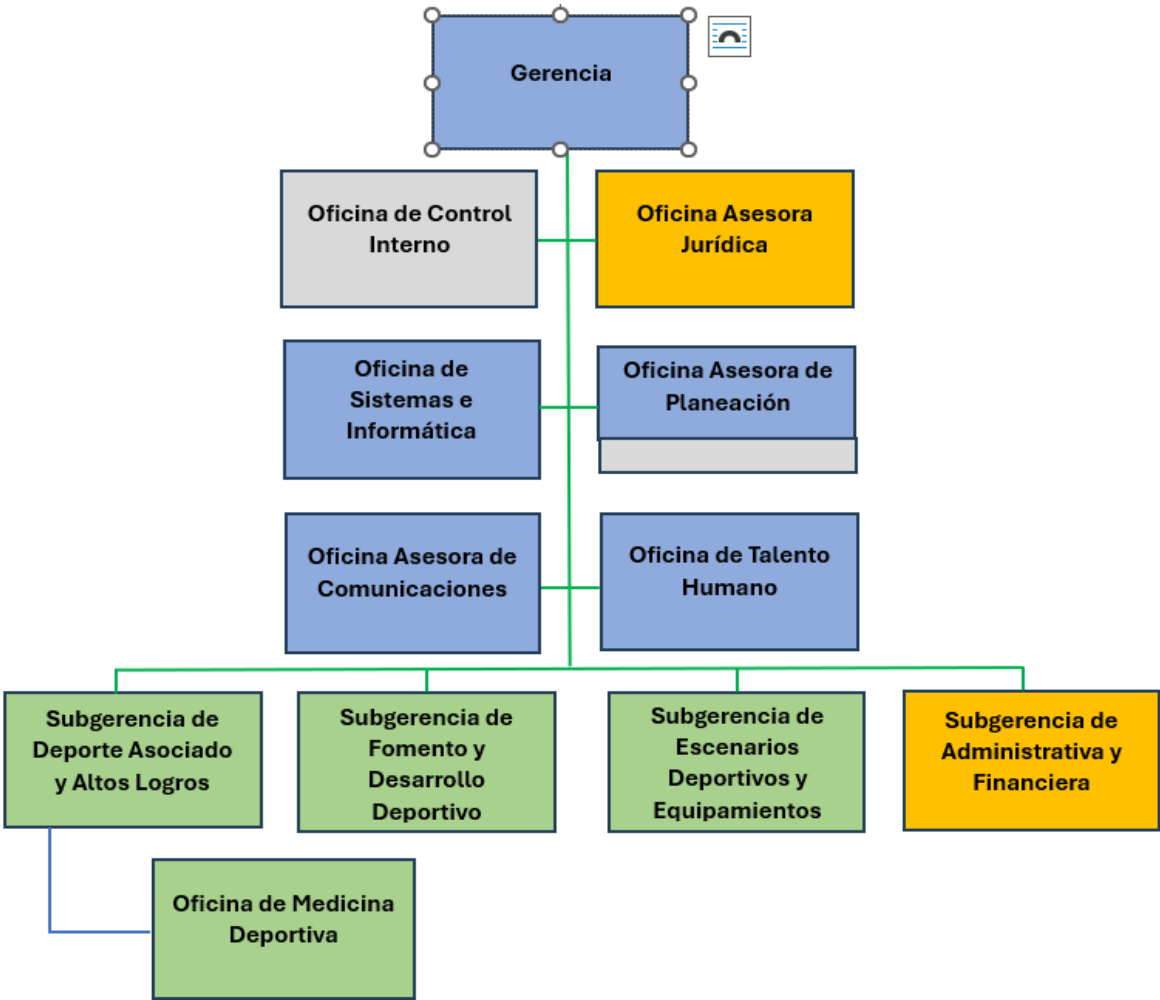 Gerencia
Oficina de Control
Interno
Oficina Asesora
Jurídica
Oficina de
Sistemas e
Informática
Oficina Asesora de
Planeación
Oficina Asesora de
Comunicaciones
Oficina de Talento
Humano
Subgerencia de
Deporte Asociado
y Altos Logros
Subgerencia de
Fomento y
Desarrollo
Deportivo
Subgerencia de
Escenarios
Deportivos y
Equipamientos
Subgerencia de
Administrativa y
Financiera
Oficina de Medicina
Deportiva